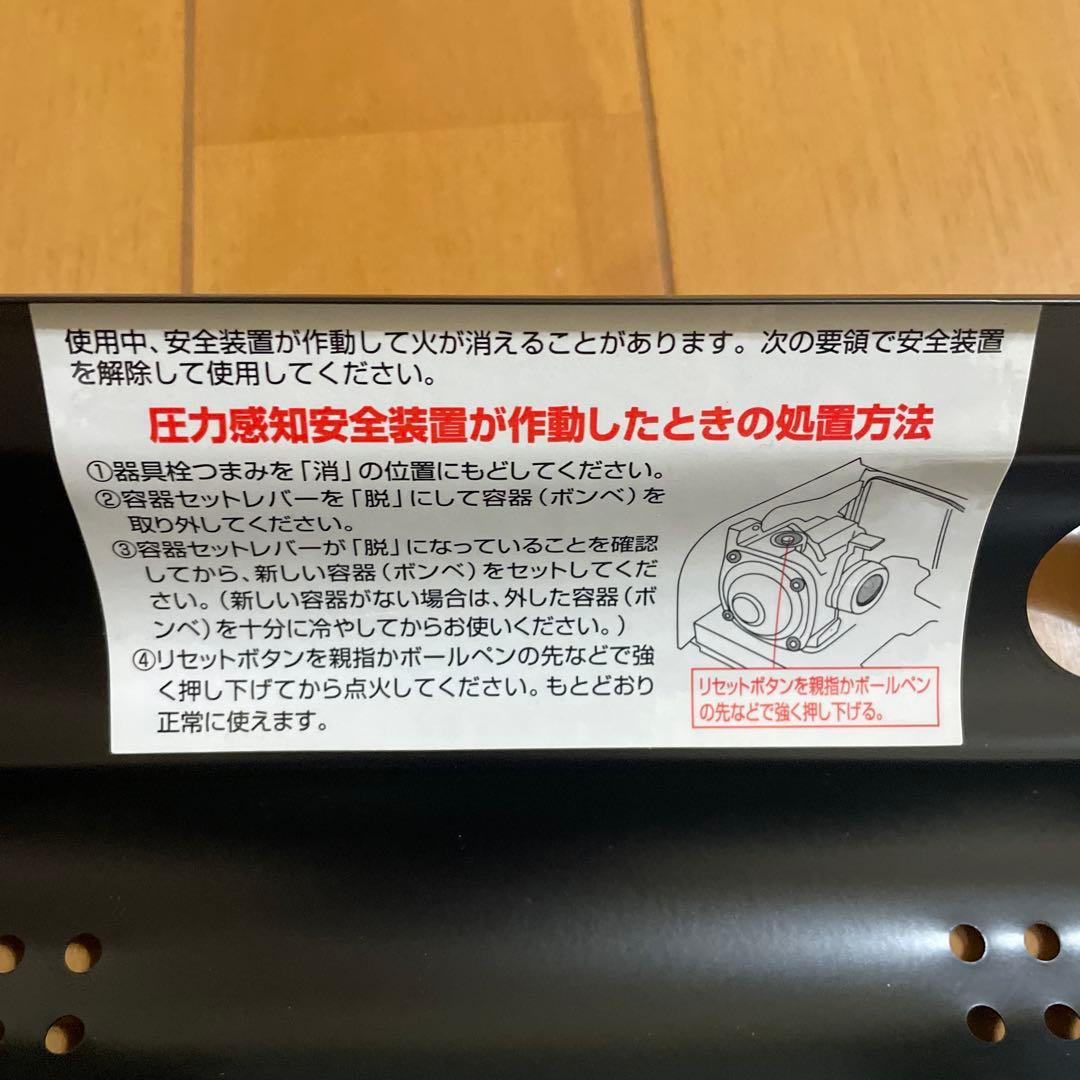 使用中、安全装置が作動して火が消えることがあります。次の要領で安全装置
を解除して使用してください。
圧力感知安全装置が作動したときの処置方法
①器具栓つまみを「消」の位置にもどしてください。
②容器セットレバーを「脱」にして容器(ボンベ)を
取り外してください。
③容器セットレバーが「脱」になっていることを確認
してから、新しい容器(ボンベ)をセットしてくだ
さい。(新しい容器がない場合は、外した容器(ボ
ンベ)を十分に冷やしてからお使いください。)
④リセットボタンを親指かボールペンの先などで強
く押し下げてから点火してください。もとどおり
正常に使えます。
リセットボタンを親指かボールペン
の先などで強く押し下げる。